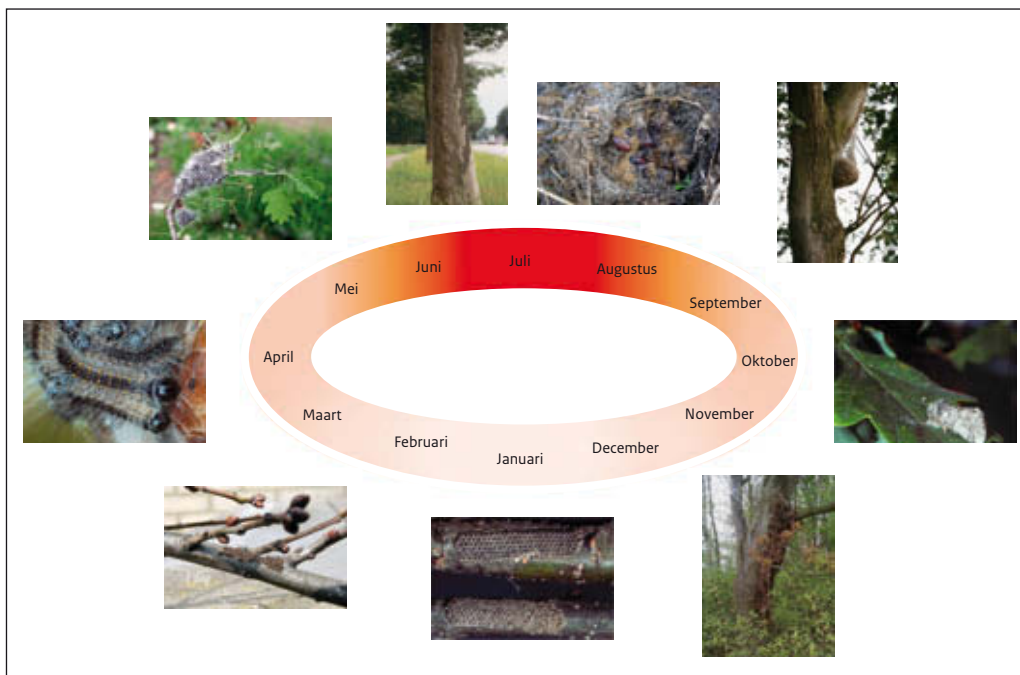 Januari
Februari
Maart
April
Mei
Juni
Juli
Augustus
September
Oktober
November
December